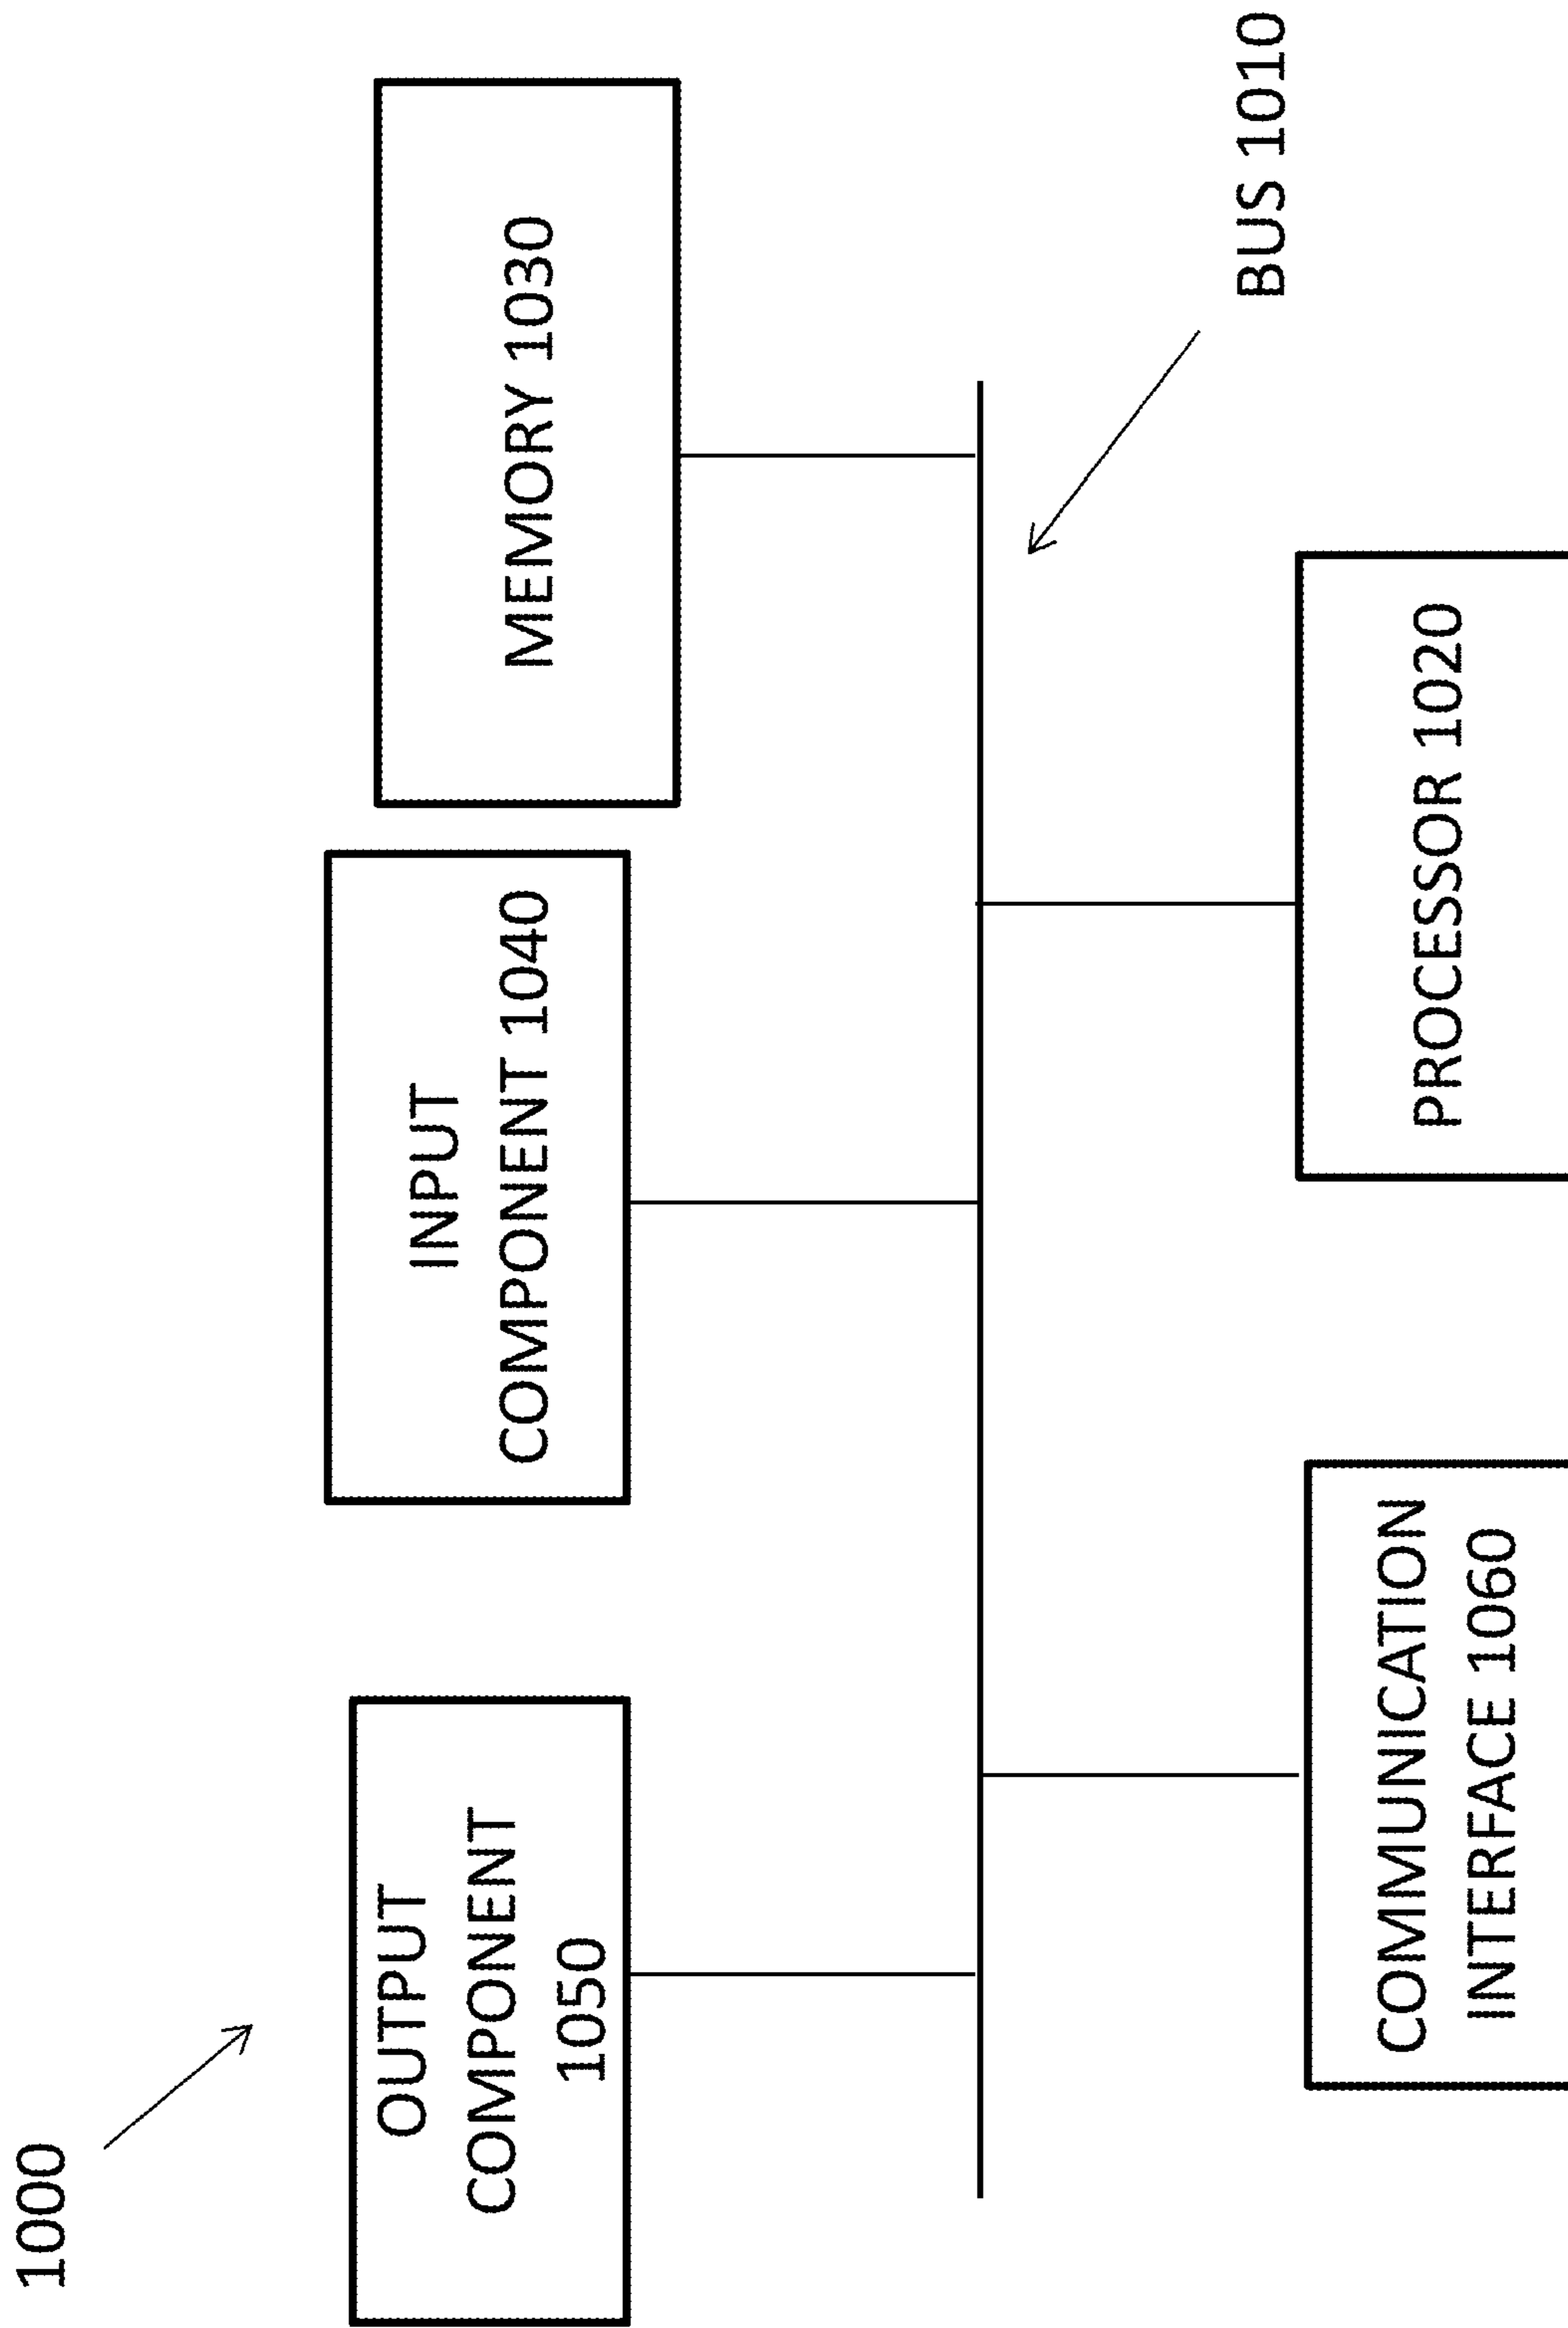 1000
OUTPUT
COMPONENT
1050
INPUT
COMPONENT 1040
MEMORY 1030
BUS 1010
COMMUNICATION
INTERFACE 1060
PROCESSOR 1020